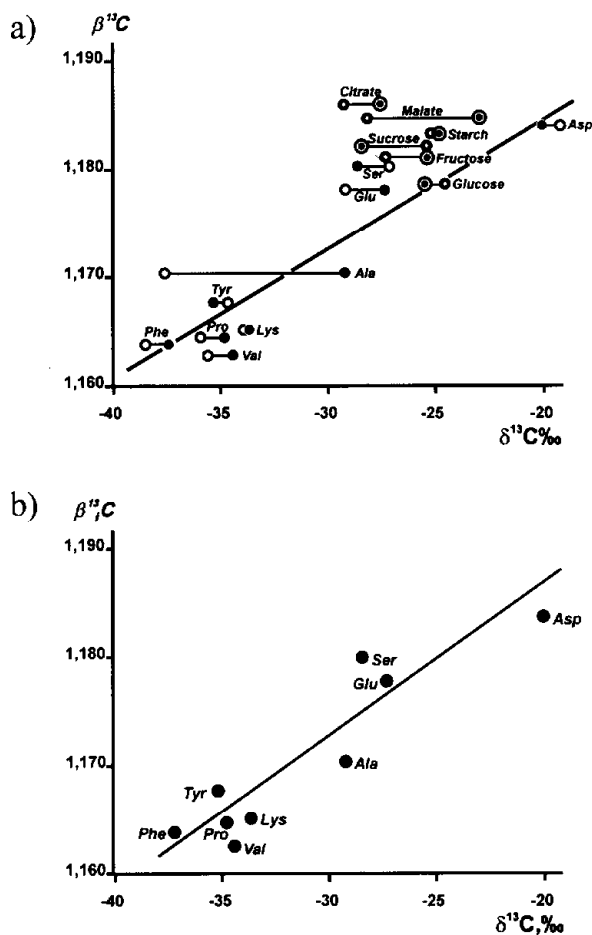 a)
β¹³C
1,190
Citrate
Malate
Starch
Asp
Sucrose
Fructose
1,180
Ser
Glucose
Glu
1,170
Ala
Tyr
Pro
Lys
Phe
Val
1,160
-40 -35 -30 -25 -20
δ¹³C‰
b)
β¹³ᵢC
1,190
Asp
1,180
Ser
Glu
1,170
Ala
Tyr
Lys
Phe
Pro
Val
1,160
-40 -35 -30 -25 -20
δ¹³C,‰